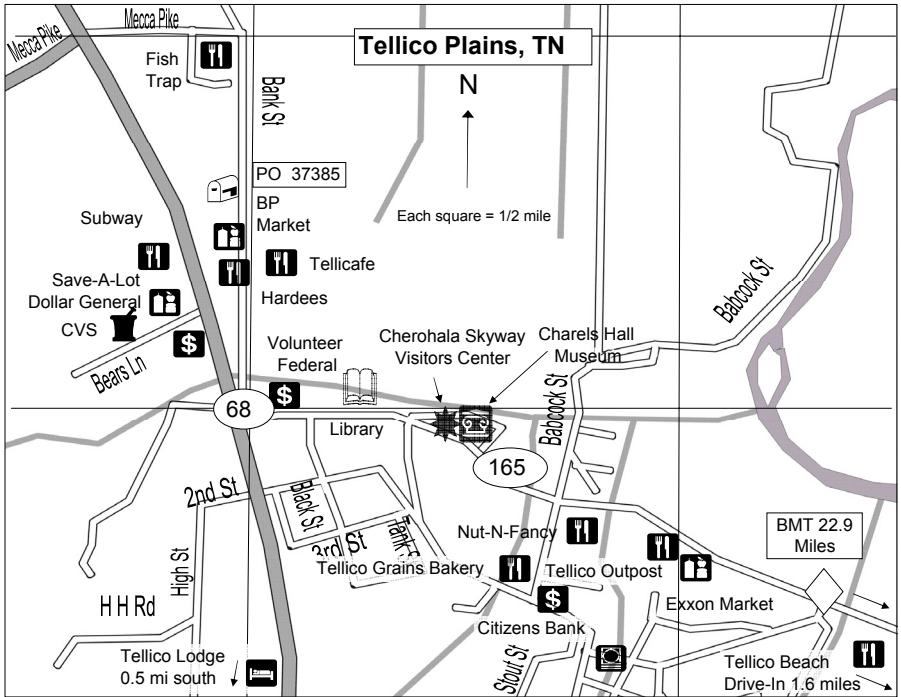 Mecca Pike
Mecca Pike
Tellico Plains, TN
Fish
Trap
N
Bank St
PO 37385
BP
Market
Each square = 1/2 mile
Subway
Tellicafe
Save-A-Lot
Dollar General
Hardees
CVS
$
Bears Ln
Volunteer
Federal
$
Cherohala Skyway
Visitors Center
Charels Hall
Museum
Babcock St
Babcock St
68
Library
165
2nd St
Black St
3rd St
Tank S
Nut-N-Fancy
BMT 22.9
Miles
Tellico Grains Bakery
Tellico Outpost
High St
H H Rd
$
Exxon Market
Citizens Bank
Stout St
Tellico Lodge
0.5 mi south
Tellico Beach
Drive-In 1.6 miles